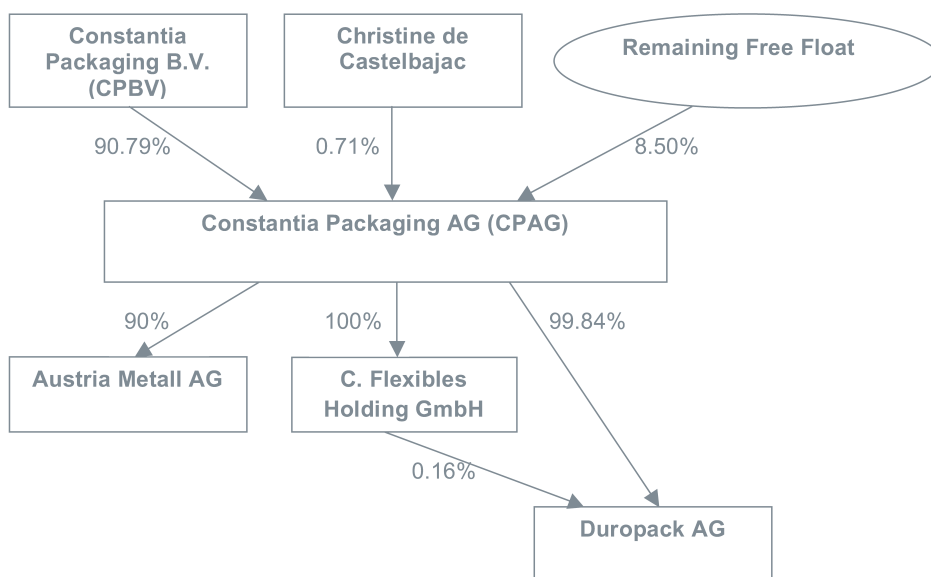 Constantia
Packaging B.V.
(CPBV)
Christine de
Castelbajac
Remaining Free Float
90.79%
0.71%
8.50%
Constantia Packaging AG (CPAG)
90%
100%
99.84%
Austria Metall AG
C. Flexibles
Holding GmbH
0.16%
Duropack AG